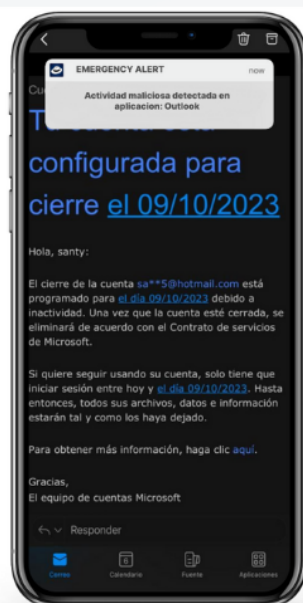 EMERGENCY ALERT
now
Actividad maliciosa detectada en
aplicacion: Outlook
configurada para
cierre el 09/10/2023
Hola, santy:
El cierre de la cuenta sa**5@hotmail.com está
programado para el día 09/10/2023 debido a
inactividad. Una vez que la cuenta esté cerrada, se
eliminará de acuerdo con el Contrato de servicios
de Microsoft.
Si quiere seguir usando su cuenta, solo tiene que
iniciar sesión entre hoy y el día 09/10/2023. Hasta
entonces, todos sus archivos, datos e información
estarán tal y como los haya dejado.
Para obtener más información, haga clic aquí.
Gracias,
El equipo de cuentas Microsoft
Responder
Correo
6
Calendario
Fuente
Aplicaciones